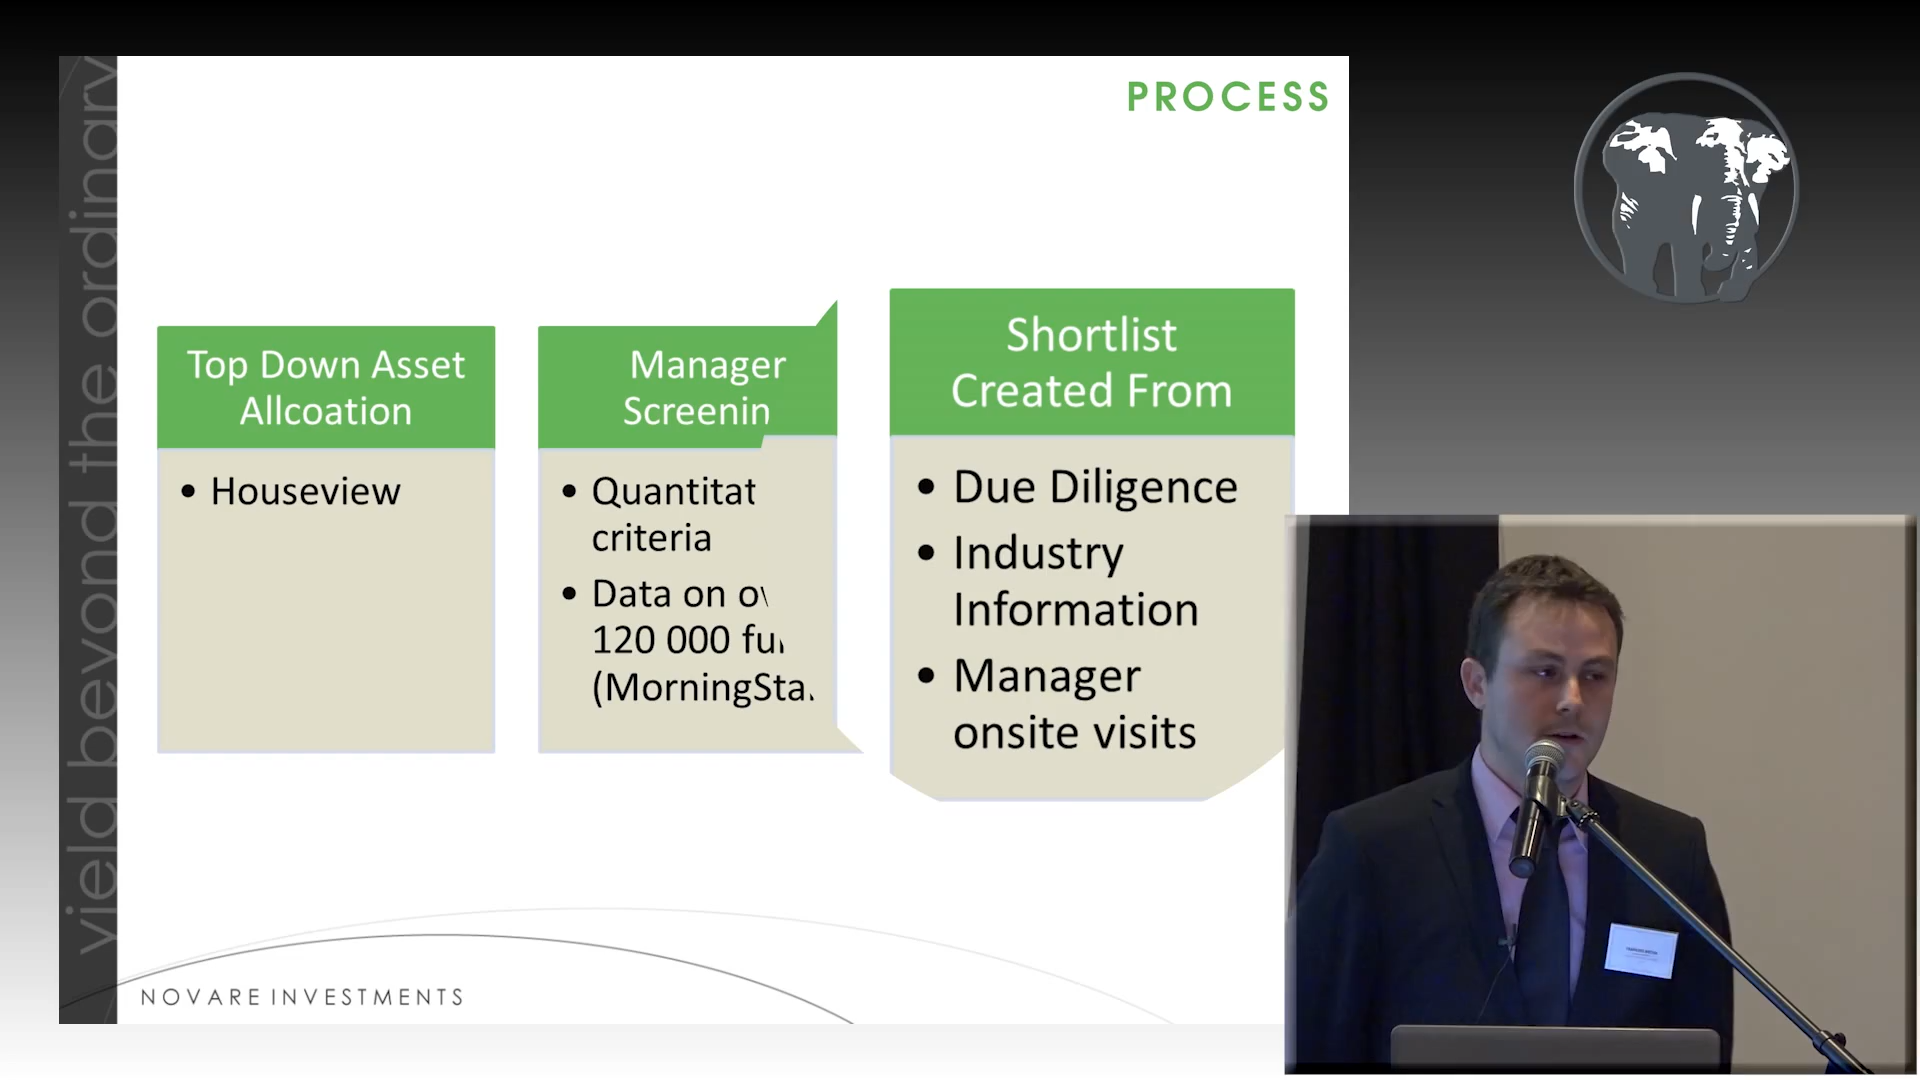 PROCESS
yield beyond the ordinary
Top Down Asset
Allcoation
• Houseview
Manager
Screenin
• Quantitat
criteria
• Data on ov
120 000 fu
(MorningSta
Shortlist
Created From
• Due Diligence
• Industry
Information
• Manager
onsite visits
NOVARE INVESTMENTS